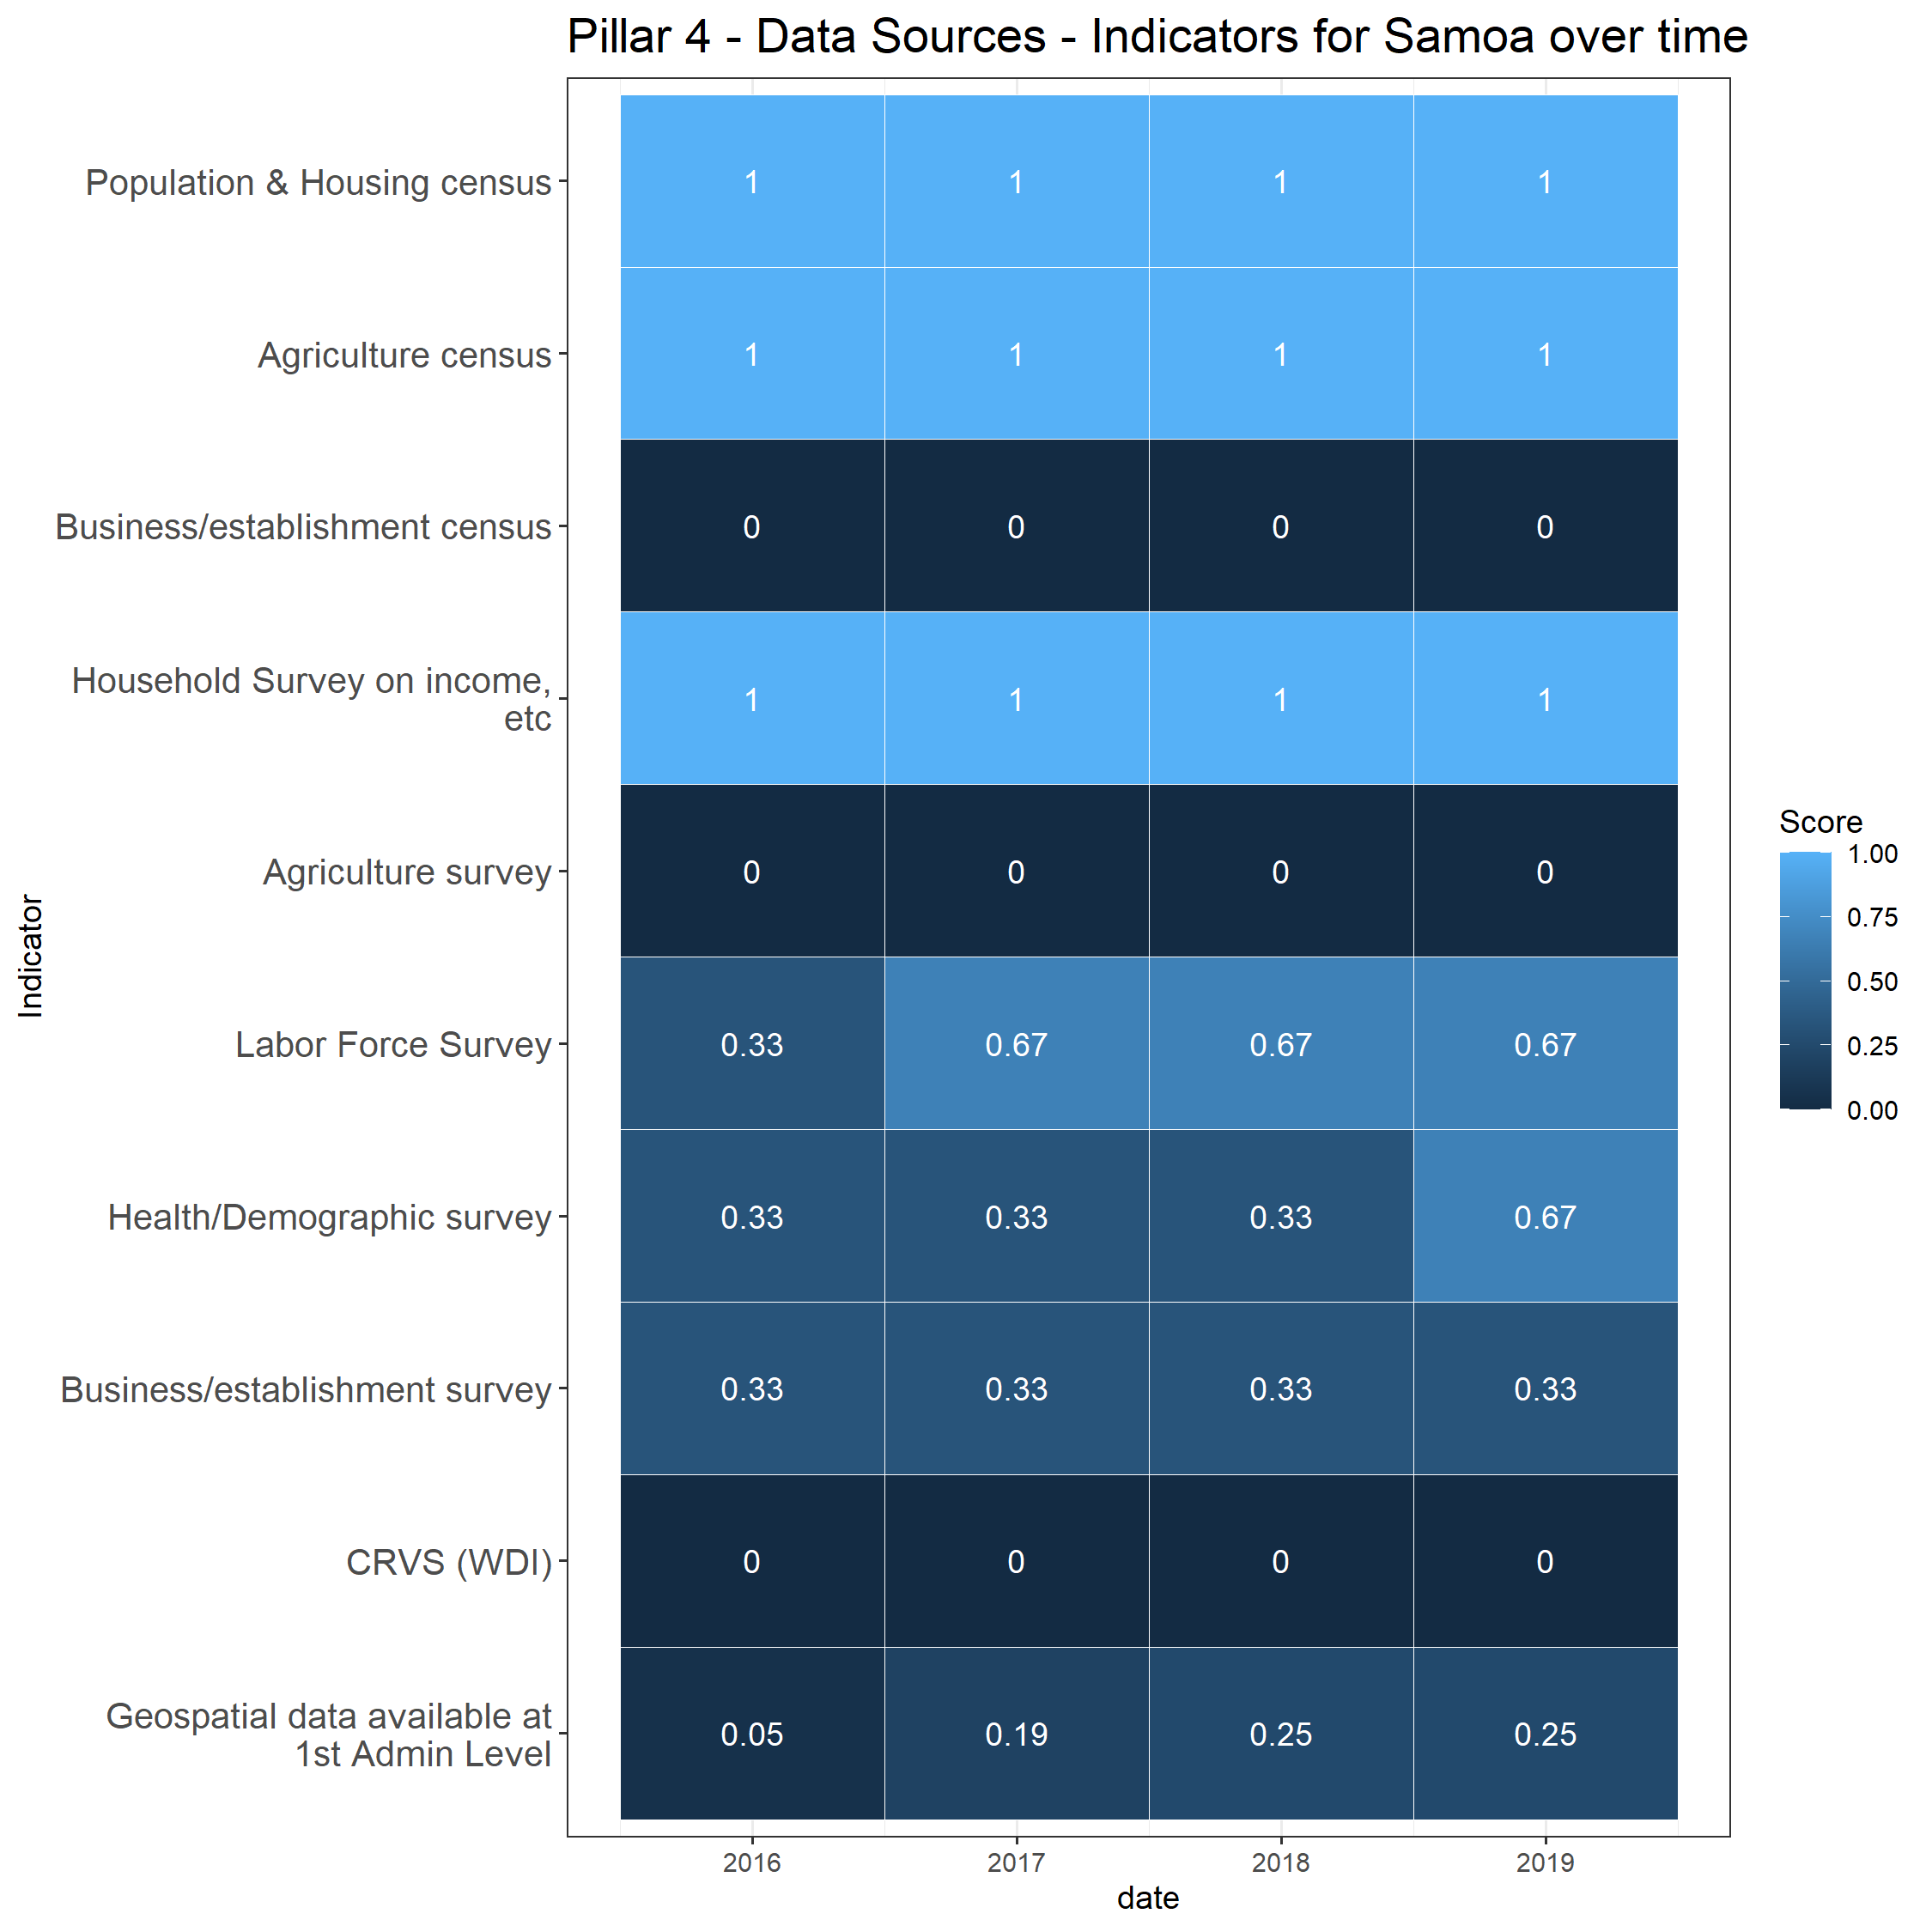 Pillar 4 - Data Sources - Indicators for Samoa over time
Indicator
Population & Housing census
1 1 1 1
Agriculture census
1 1 1 1
Business/establishment census
0 0 0 0
Household Survey on income,
etc
1 1 1 1
Agriculture survey
0 0 0 0
Labor Force Survey
0.33 0.67 0.67 0.67
Health/Demographic survey
0.33 0.33 0.33 0.67
Business/establishment survey
0.33 0.33 0.33 0.33
CRVS (WDI)
0 0 0 0
Geospatial data available at
1st Admin Level
0.05 0.19 0.25 0.25
2016 2017 2018 2019
date
Score
1.00
0.75
0.50
0.25
0.00